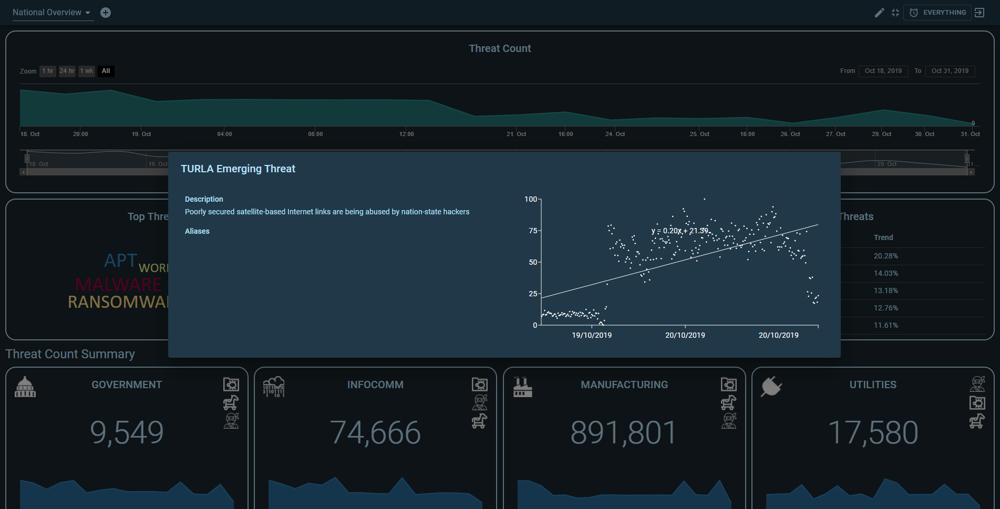 National Overview
EVERYTHING
Threat Count
Zoom 1 hr 24 hr 1 wk All
From Oct 18, 2019 To Oct 31, 2019
0
18. Oct 20:00 19. Oct 04:00 08:00 12:00 21. Oct 16:00 24. Oct 25. Oct 16:00 26. Oct 27. Oct 29. Oct 30. Oct 31. Oct
18. Oct 19. Oct 29. Oct 31...
TURLA Emerging Threat
Description
Poorly secured satellite-based Internet links are being abused by nation-state hackers
Aliases
100
75
50
25
0
y = 0.20x + 21.39
19/10/2019 20/10/2019 20/10/2019
Top Thre
APT
WOR
MALWARE
RANSOMWA
Threats
Trend
20.28%
14.03%
13.18%
12.76%
11.61%
Threat Count Summary
GOVERNMENT
9,549
INFOCOMM
74,666
MANUFACTURING
891,801
UTILITIES
17,580